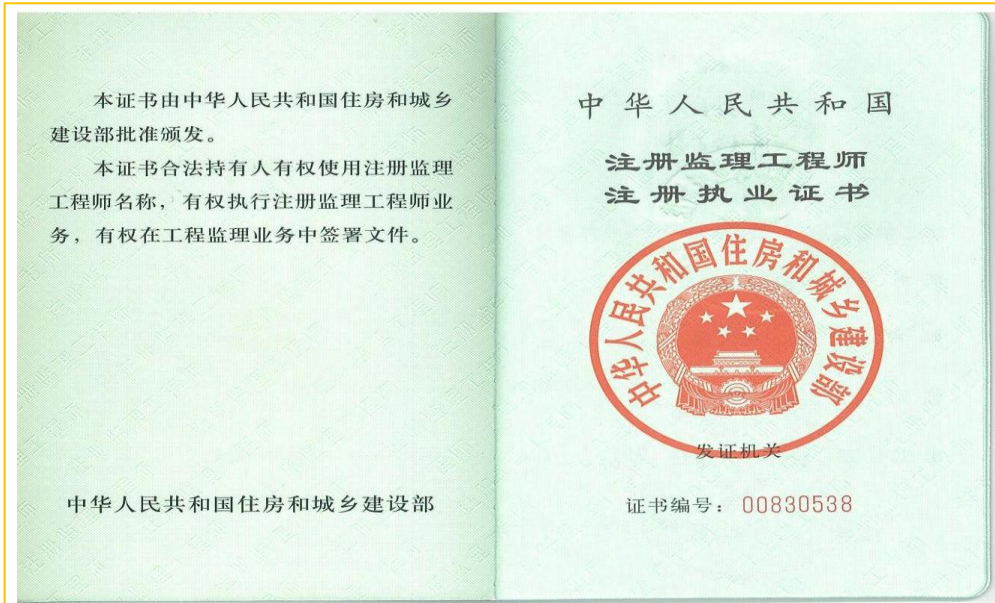 本证书由中华人民共和国住房和城乡
建设部批准颁发。
本证书合法持有人有权使用注册监理
工程师名称，有权执行注册监理工程师业
务，有权在工程监理业务中签署文件。
中华人民共和国住房和城乡建设部
中华人民共和国
注册监理工程师
注册执业证书
中华人民共和国住房和城乡建设部
发证机关
证书编号：00830538